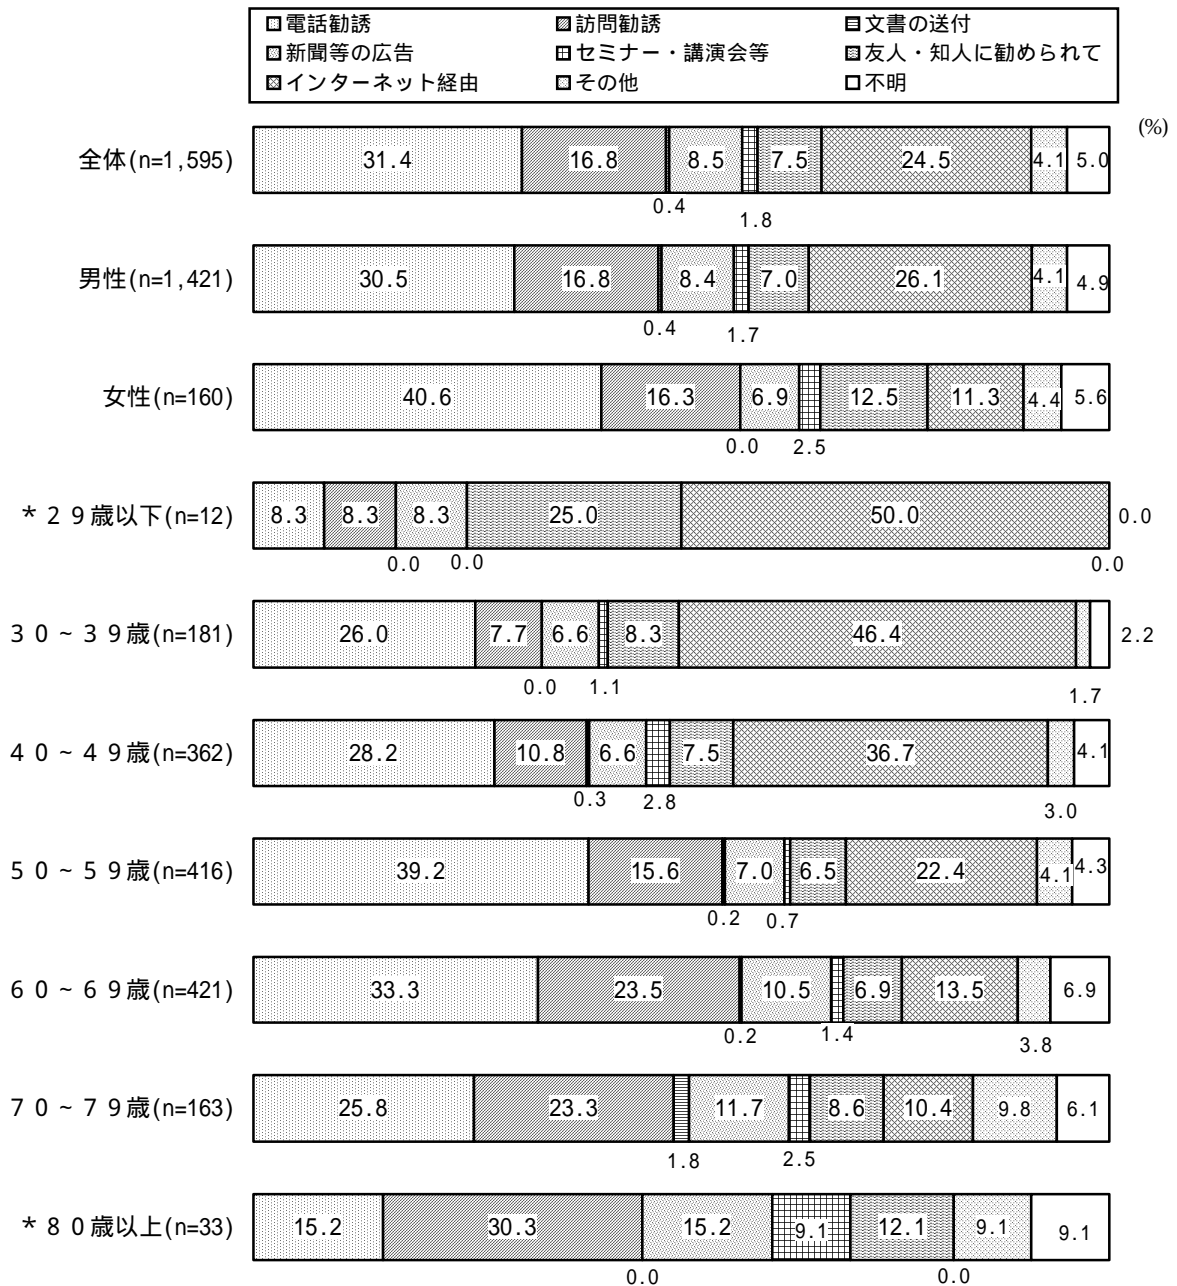 電話勧誘 訪問勧誘 文書の送付
新聞等の広告 セミナー・講演会等 友人・知人に勧められて
インターネット経由 その他 不明
(%)
全体(n=1,595) 31.4 16.8 8.5 7.5 24.5 4.1 5.0
0.4 1.8
男性(n=1,421) 30.5 16.8 8.4 7.0 26.1 4.1 4.9
0.4 1.7
女性(n=160) 40.6 16.3 6.9 12.5 11.3 4.4 5.6
0.0 2.5
*29歳以下(n=12) 8.3 8.3 8.3 25.0 50.0 0.0
0.0 0.0 0.0
30~39歳(n=181) 26.0 7.7 6.6 8.3 46.4 2.2
0.0 1.1 1.7
40~49歳(n=362) 28.2 10.8 6.6 7.5 36.7 4.1
0.3 2.8 3.0
50~59歳(n=416) 39.2 15.6 7.0 6.5 22.4 4.1 4.3
0.2 0.7
60~69歳(n=421) 33.3 23.5 10.5 6.9 13.5 6.9
0.2 1.4 3.8
70~79歳(n=163) 25.8 23.3 11.7 8.6 10.4 9.8 6.1
1.8 2.5
*80歳以上(n=33) 15.2 30.3 15.2 9.1 12.1 9.1 9.1
0.0 0.0